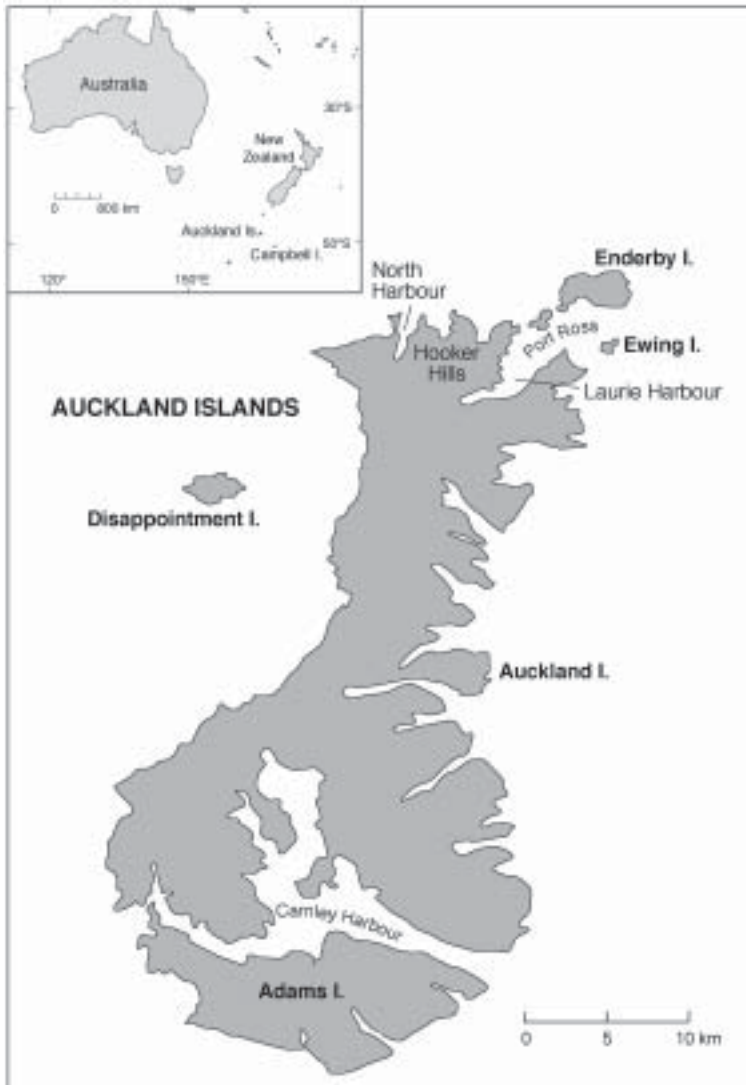 Australia
30°S
New
Zealand
0 800 km
Auckland Is.
50°S
Campbell I.
120°
150°E
North
Harbour
Enderby I.
Port Ross
Ewing I.
Hooker
Hills
Laurie Harbour
AUCKLAND ISLANDS
Disappointment I.
Auckland I.
Carnley Harbour
Adams I.
0 5 10 km